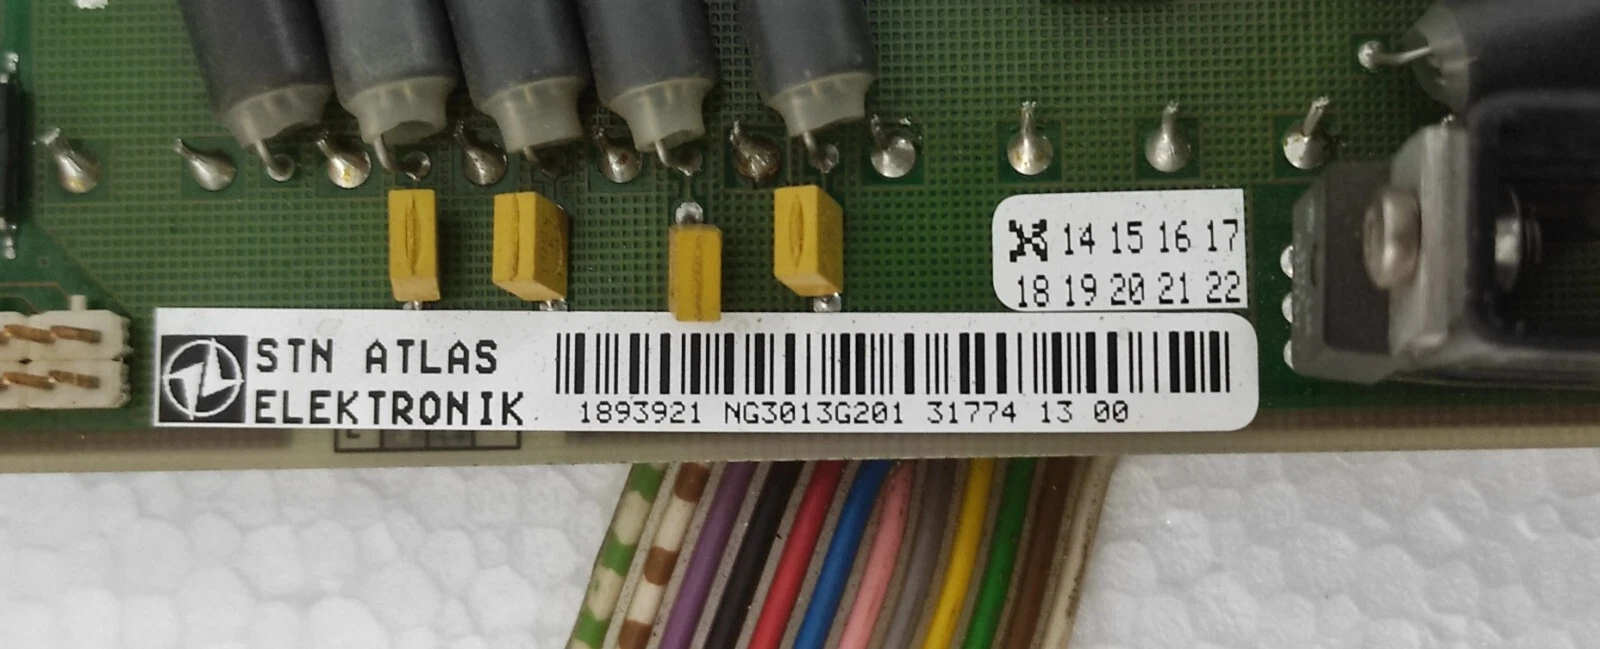 14 15 16 17
18 19 20 21 22
STN ATLAS
ELEKTRONIK
1893921 NG3013G201 31774 13 00